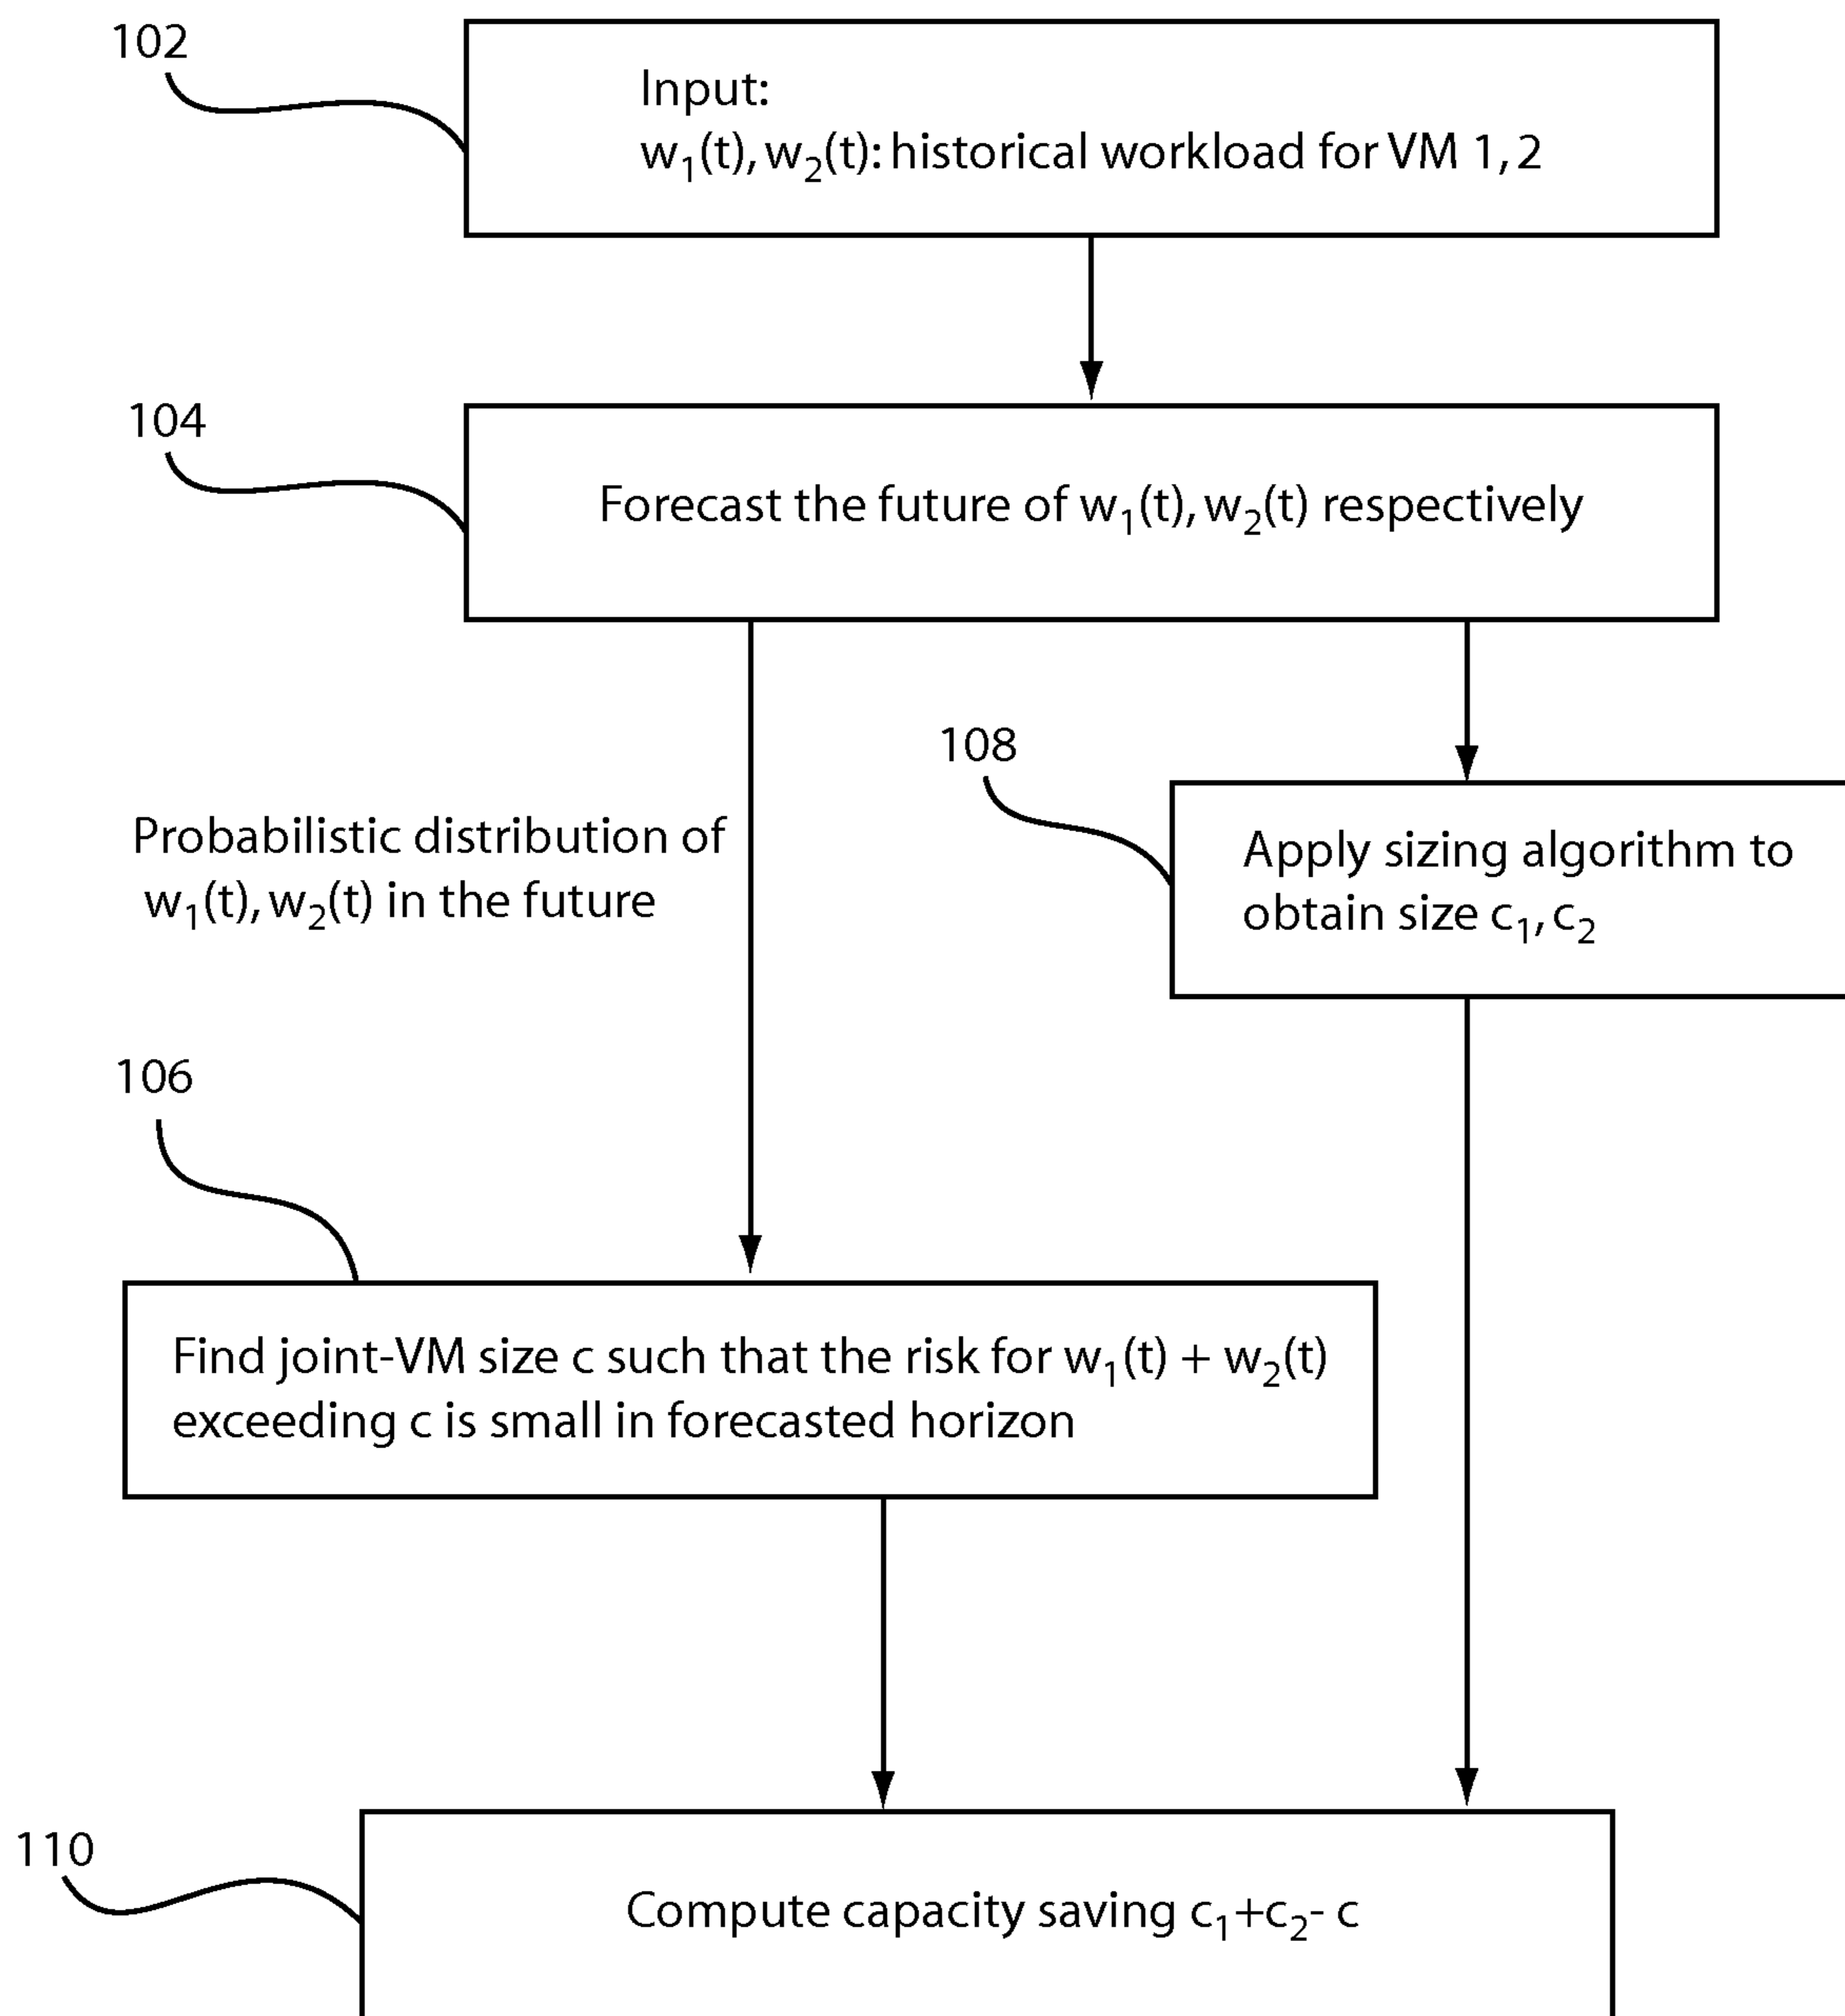 102
Input:
w₁(t), w₂(t): historical workload for VM 1, 2
104
Forecast the future of w₁(t), w₂(t) respectively
108
Probabilistic distribution of
w₁(t), w₂(t) in the future
Apply sizing algorithm to
obtain size c₁, c₂
106
Find joint-VM size c such that the risk for w₁(t) + w₂(t)
exceeding c is small in forecasted horizon
110
Compute capacity saving c₁+c₂- c